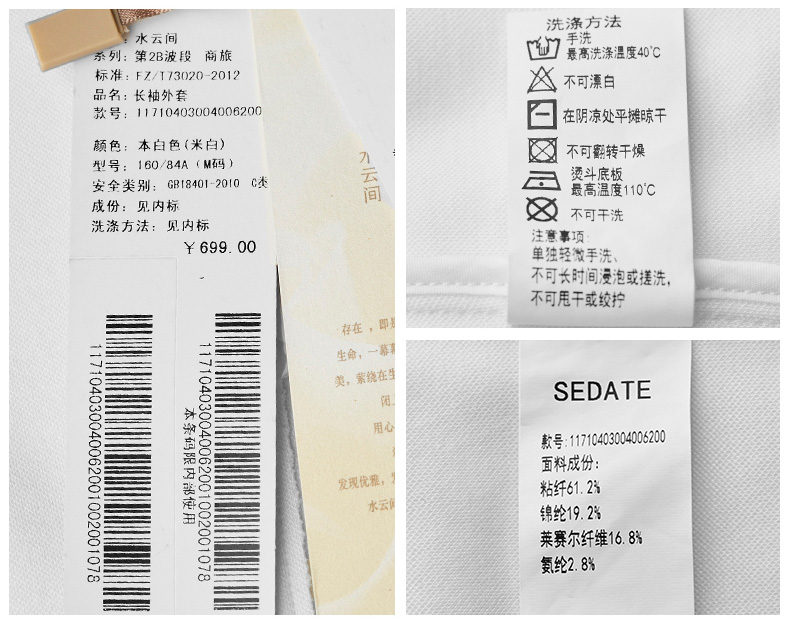 水云间
系列: 第2B波段 商旅
标准: FZ/T73020-2012
品名: 长袖外套
款号: 11710403004006200
颜色: 本白色(米白)
型号: 160/84A (M码)
安全类别: GB18401-2010 C类
成份: 见内标
洗涤方法: 见内标
¥699.00
117104030040062001002001078
117104030040062001002001078
本条码限内部使用
水云间
存在，即是
生命，一幕幕
美，萦绕在生
用心
发现优雅，
水云间
洗涤方法
手洗
最高洗涤温度40℃
不可漂白
在阴凉处平摊晾干
不可翻转干燥
烫斗底板
最高温度110℃
不可干洗
注意事项:
单独轻微手洗、
不可长时间浸泡或搓洗,
不可甩干或绞拧
SEDATE
款号:11710403004006200
面料成份:
粘纤61.2%
锦纶19.2%
莱赛尔纤维16.8%
氨纶2.8%